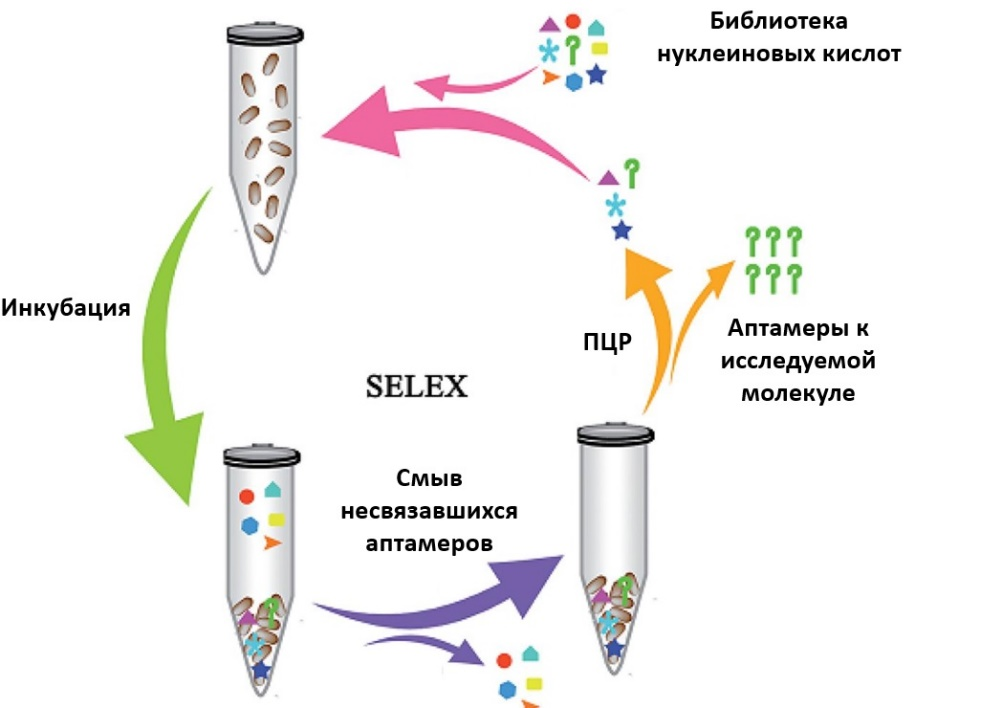 Библиотека
нуклеиновых кислот
Инкубация
ПЦР
Аптамеры к
исследуемой
молекуле
SELEX
Смыв
несвязавшихся
аптамеров